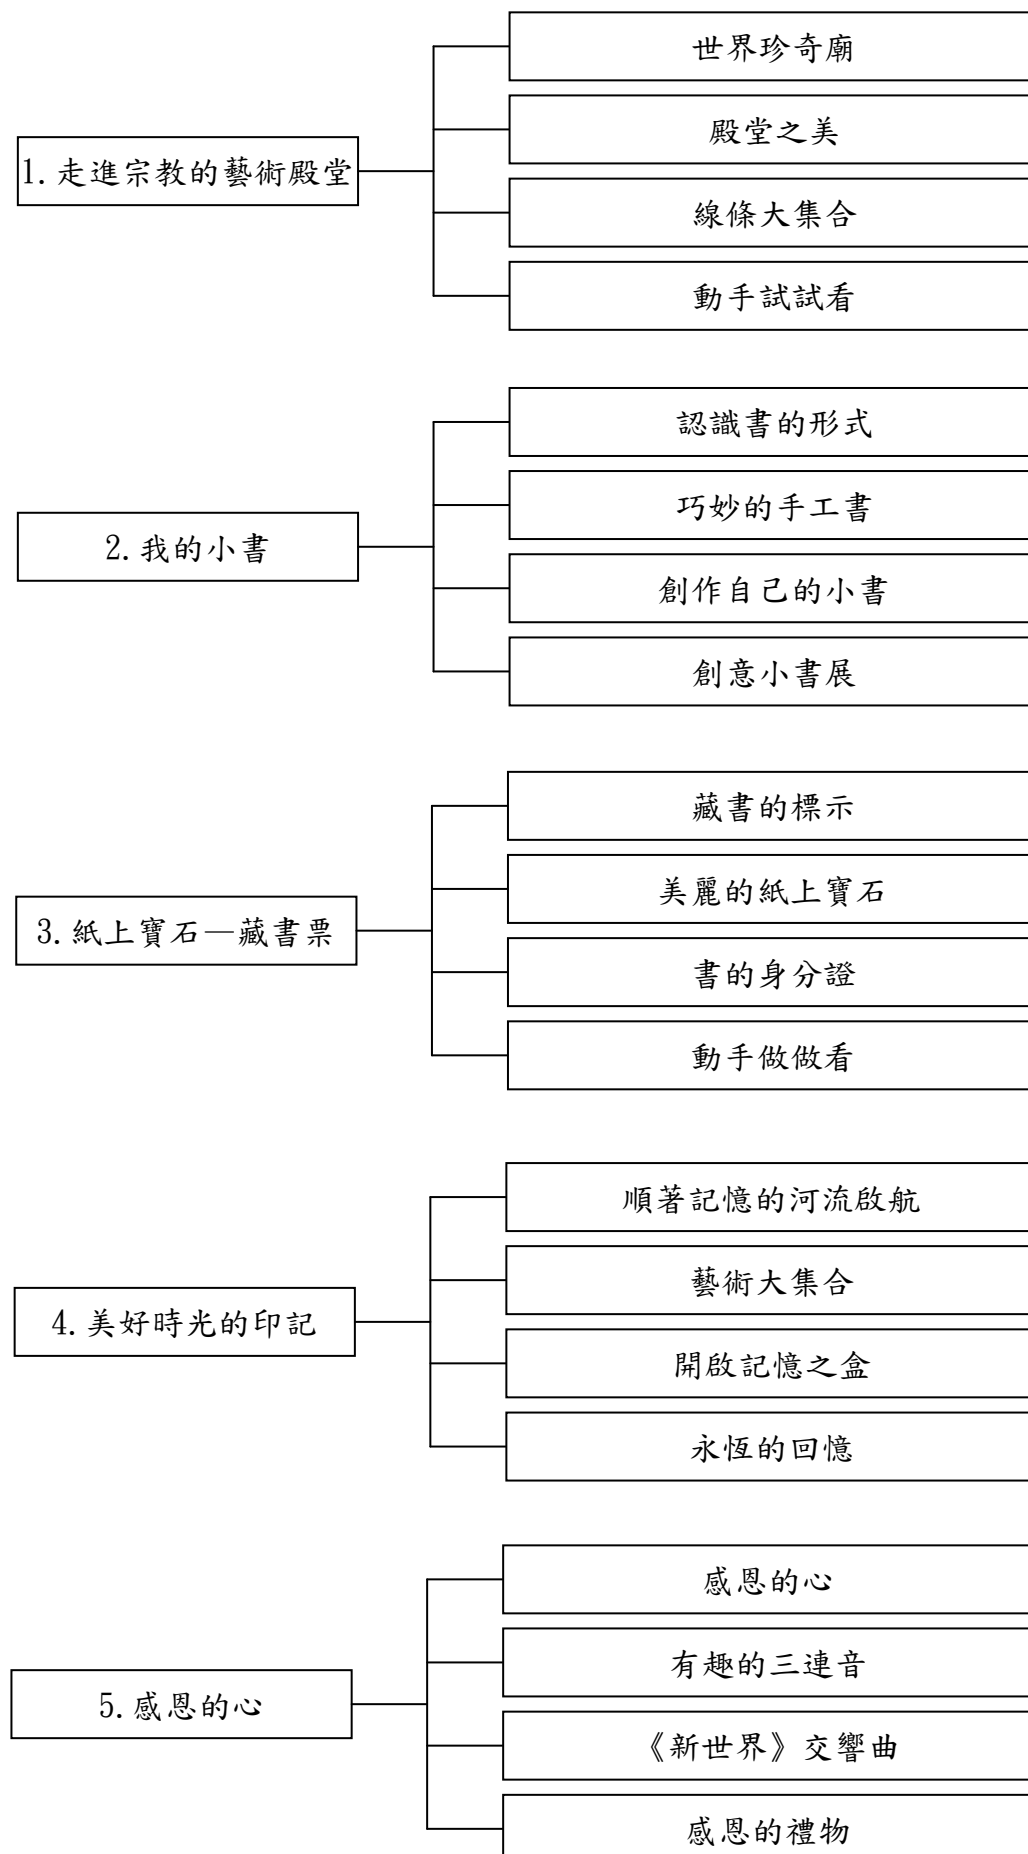 1.走進宗教的藝術殿堂
世界珍奇廟
殿堂之美
線條大集合
動手試試看
2.我的小書
認識書的形式
巧妙的手工書
創作自己的小書
創意小書展
3.紙上寶石—藏書票
藏書的標示
美麗的紙上寶石
書的身分證
動手做做看
4.美好時光的印記
順著記憶的河流啟航
藝術大集合
開啟記憶之盒
永恆的回憶
5.感恩的心
感恩的心
有趣的三連音
《新世界》交響曲
感恩的禮物